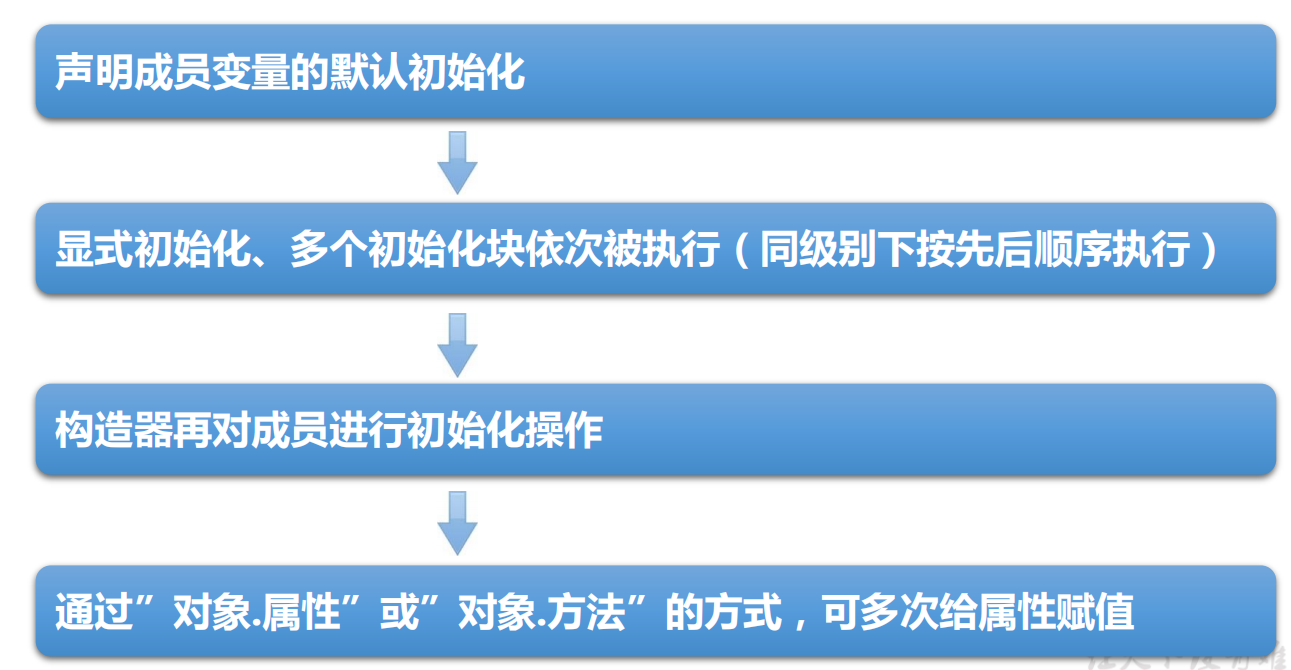 声明成员变量的默认初始化
显式初始化、多个初始化块依次被执行（同级别下按先后顺序执行）
构造器再对成员进行初始化操作
通过”对象.属性”或”对象.方法”的方式，可多次给属性赋值